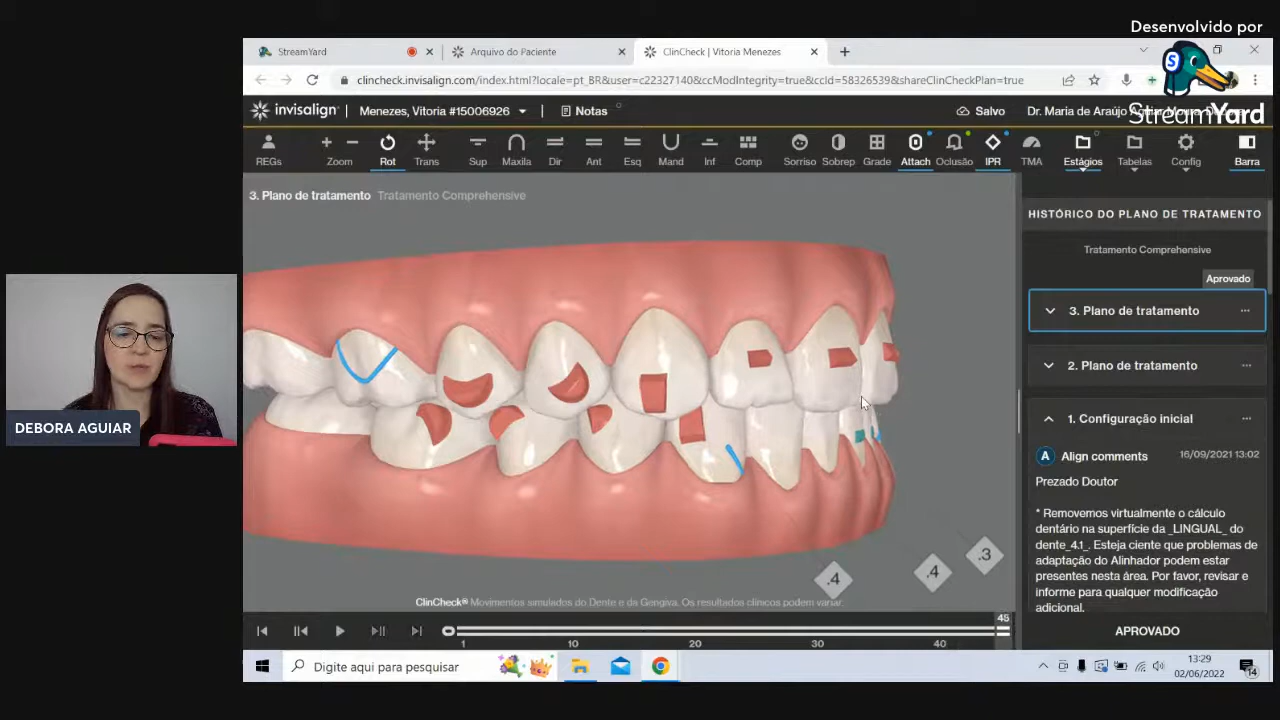 Desenvolvido por
StreamYard
StreamYard
Arquivo do Paciente
ClinCheck | Vitoria Menezes
clincheck.invisalign.com/index.html?locale=pt_BR&user=c22327140&ccModIntegrity=true&ccId=58326539&shareClinCheckPlan=true
invisalign
Menezes, Vitoria #15006926
Notas
Salvo
Dr. Maria de Araújo
REGs
Zoom
Rot
Trans
Sup
Maxila
Dir
Ant
Esq
Mand
Inf
Comp
Sorriso
Sobrep
Grade
Attach
Oclusão
IPR
TMA
Estágios
Tabelas
Config
Barra
3. Plano de tratamento Tratamento Comprehensive
HISTÓRICO DO PLANO DE TRATAMENTO
Tratamento Comprehensive
Aprovado
3. Plano de tratamento
2. Plano de tratamento
1. Configuração inicial
A Align comments 16/09/2021 13:02
Prezado Doutor
* Removemos virtualmente o cálculo
dentário na superfície da _LINGUAL_ do
dente_4.1_. Esteja ciente que problemas de
adaptação do Alinhador podem estar
presentes nesta área. Por favor, revisar e
informe para qualquer modificação
adicional.
APROVADO
DEBORA AGUIAR
.4
.4
.3
ClinCheck® Movimentos simulados do Dente e da Gengiva. Os resultados clínicos podem variar.
45
1
10
20
30
40
Digite aqui para pesquisar
13:29
02/06/2022
14